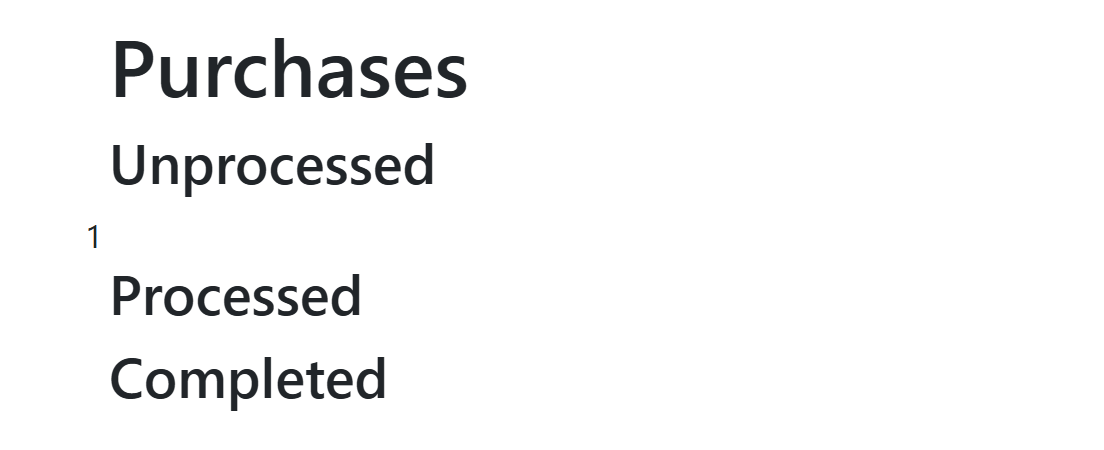 Purchases
Unprocessed
1
Processed
Completed